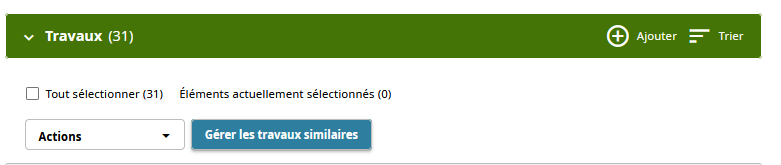 Travaux (31) Ajouter Trier
Tout sélectionner (31) Éléments actuellement sélectionnés (0)
Actions Gérer les travaux similaires